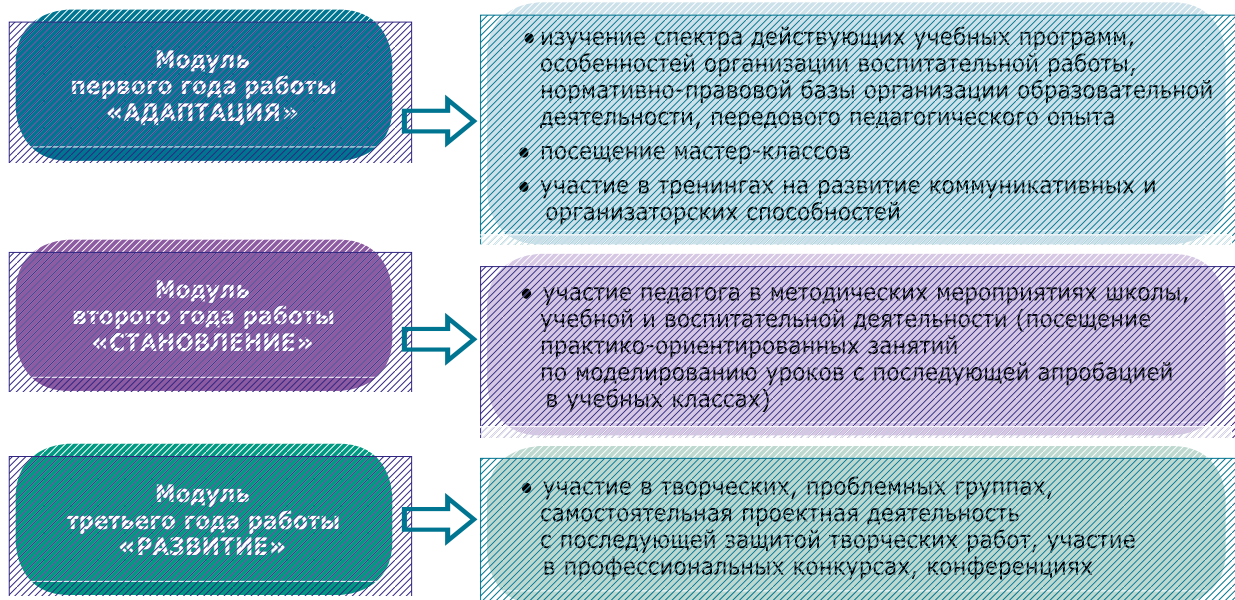 Модуль
первого года работы
«АДАПТАЦИЯ»
• изучение спектра действующих учебных программ,
особенностей организации воспитательной работы,
нормативно-правовой базы организации образовательной
деятельности, передового педагогического опыта
• посещение мастер-классов
• участие в тренингах на развитие коммуникативных и
организаторских способностей
Модуль
второго года работы
«СТАНОВЛЕНИЕ»
• участие педагога в методических мероприятиях школы,
учебной и воспитательной деятельности (посещение
практико-ориентированных занятий
по моделированию уроков с последующей апробацией
в учебных классах)
Модуль
третьего года работы
«РАЗВИТИЕ»
• участие в творческих, проблемных группах,
самостоятельная проектная деятельность
с последующей защитой творческих работ, участие
в профессиональных конкурсах, конференциях